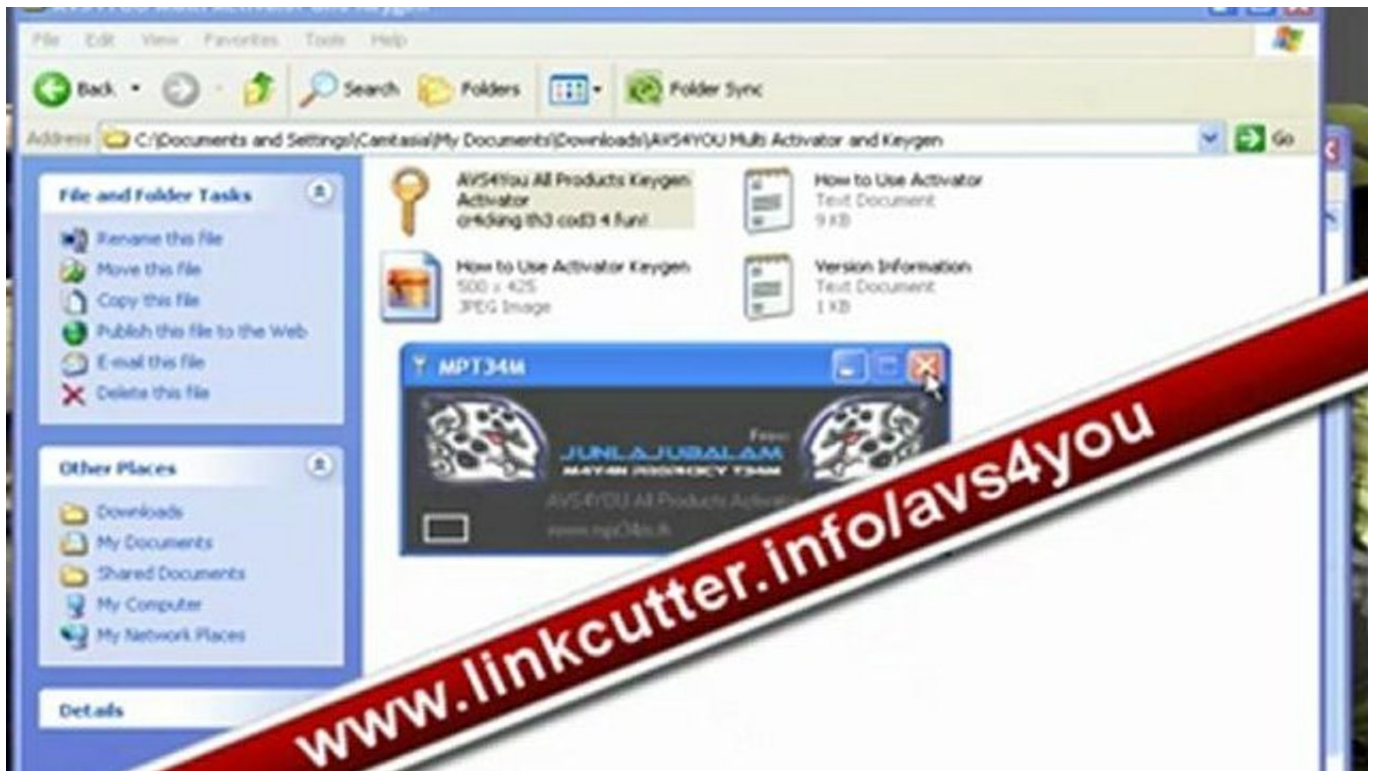 File Edit View Favorites Tools Help
Back Search Folders Folder Sync
Address C:\Documents and Settings\Camtasia\My Documents\Downloads\AVS4YOU Multi Activator and Keygen Go
File and Folder Tasks
Rename this file
Move this file
Copy this file
Publish this file to the Web
E-mail this file
Delete this file
Other Places
Downloads
My Documents
Shared Documents
My Computer
My Network Places
Details
AVS4You All Products Keygen
Activator
cr4cking th3 cod3 4 fun!
How to Use Activator
Text Document
9 KB
How to Use Activator Keygen
500 x 425
JPEG Image
Version Information
Text Document
1 KB
MPT34M
From:
JUNLAJUBALAM
AVS4YOU All Products Activator
www.linkcutter.info/avs4you